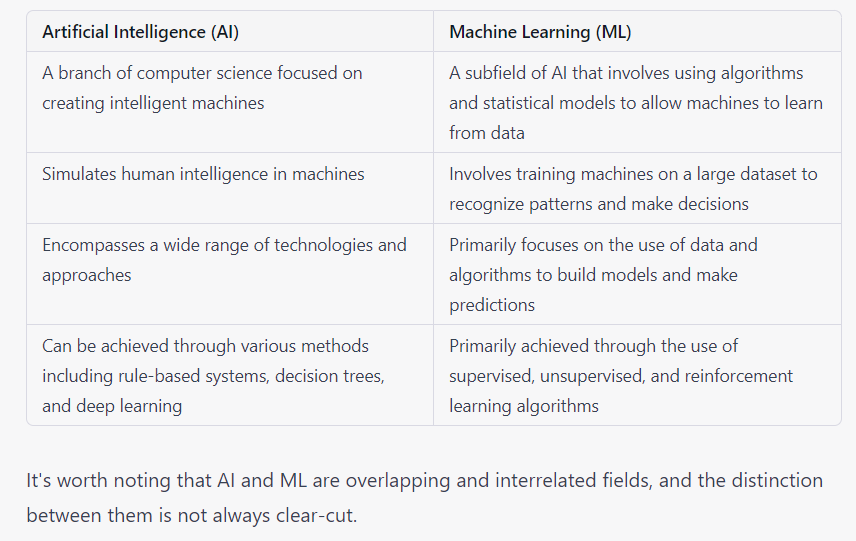 Artificial Intelligence (AI)
Machine Learning (ML)
A branch of computer science focused on
creating intelligent machines
A subfield of AI that involves using algorithms
and statistical models to allow machines to learn
from data
Simulates human intelligence in machines
Involves training machines on a large dataset to
recognize patterns and make decisions
Encompasses a wide range of technologies and
approaches
Primarily focuses on the use of data and
algorithms to build models and make
predictions
Can be achieved through various methods
including rule-based systems, decision trees,
and deep learning
Primarily achieved through the use of
supervised, unsupervised, and reinforcement
learning algorithms
It's worth noting that AI and ML are overlapping and interrelated fields, and the distinction
between them is not always clear-cut.